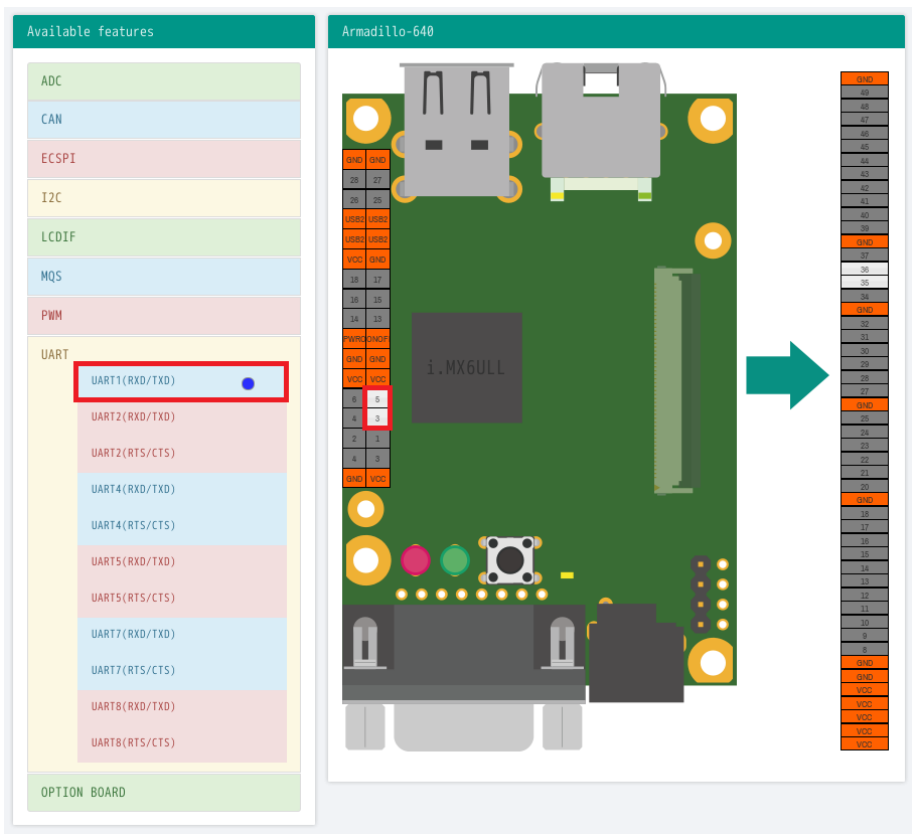 Available features
ADC
CAN
ECSPI
I2C
LCDIF
MQS
PWM
UART
UART1(RXD/TXD)
UART2(RXD/TXD)
UART2(RTS/CTS)
UART4(RXD/TXD)
UART4(RTS/CTS)
UART5(RXD/TXD)
UART5(RTS/CTS)
UART7(RXD/TXD)
UART7(RTS/CTS)
UART8(RXD/TXD)
UART8(RTS/CTS)
OPTION BOARD
Armadillo-640
GND GND
28 27
26 25
USB2 USB2
USB2 USB2
VCC GND
18 17
16 15
14 13
GND GND
VCC VCC
6 5
4 3
2 1
4 3
GND VCC
i.MX6ULL
GND
49
48
47
46
45
44
43
42
41
40
39
GND
37
36
35
34
GND
32
31
30
29
28
27
GND
25
24
23
22
21
20
GND
18
17
16
15
14
13
12
11
10
9
8
GND
GND
VCC
VCC
VCC
VCC
VCC